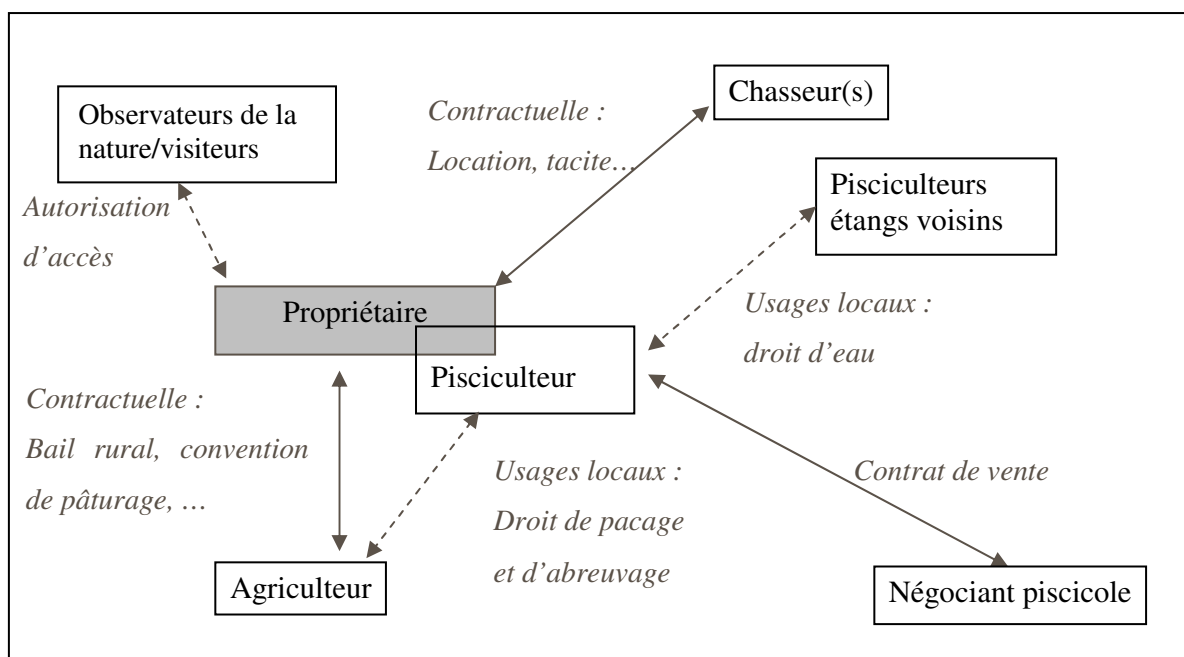 Observateurs de la
nature/visiteurs
Contractuelle :
Location, tacite…
Chasseur(s)
Autorisation
d’accès
Pisciculteurs
étangs voisins
Propriétaire
Usages locaux :
droit d’eau
Pisciculteur
Contractuelle :
Bail rural, convention
de pâturage, …
Usages locaux :
Droit de pacage
et d’abreuvage
Contrat de vente
Agriculteur
Négociant piscicole